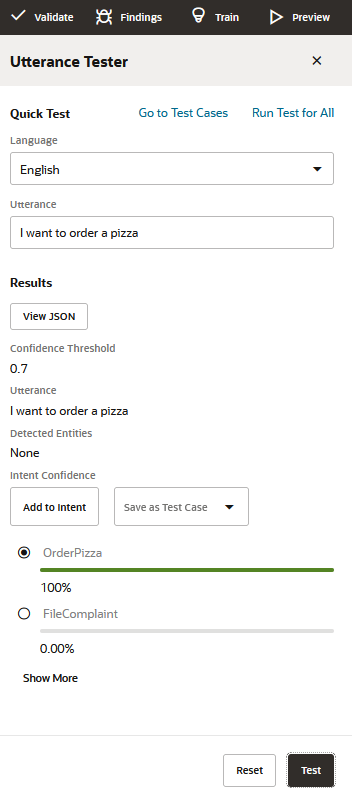 Validate Findings Train Preview
Utterance Tester
Quick Test Go to Test Cases Run Test for All
Language
English
Utterance
I want to order a pizza
Results
View JSON
Confidence Threshold
0.7
Utterance
I want to order a pizza
Detected Entities
None
Intent Confidence
Add to Intent Save as Test Case
OrderPizza
100%
FileComplaint
0.00%
Show More
Reset Test